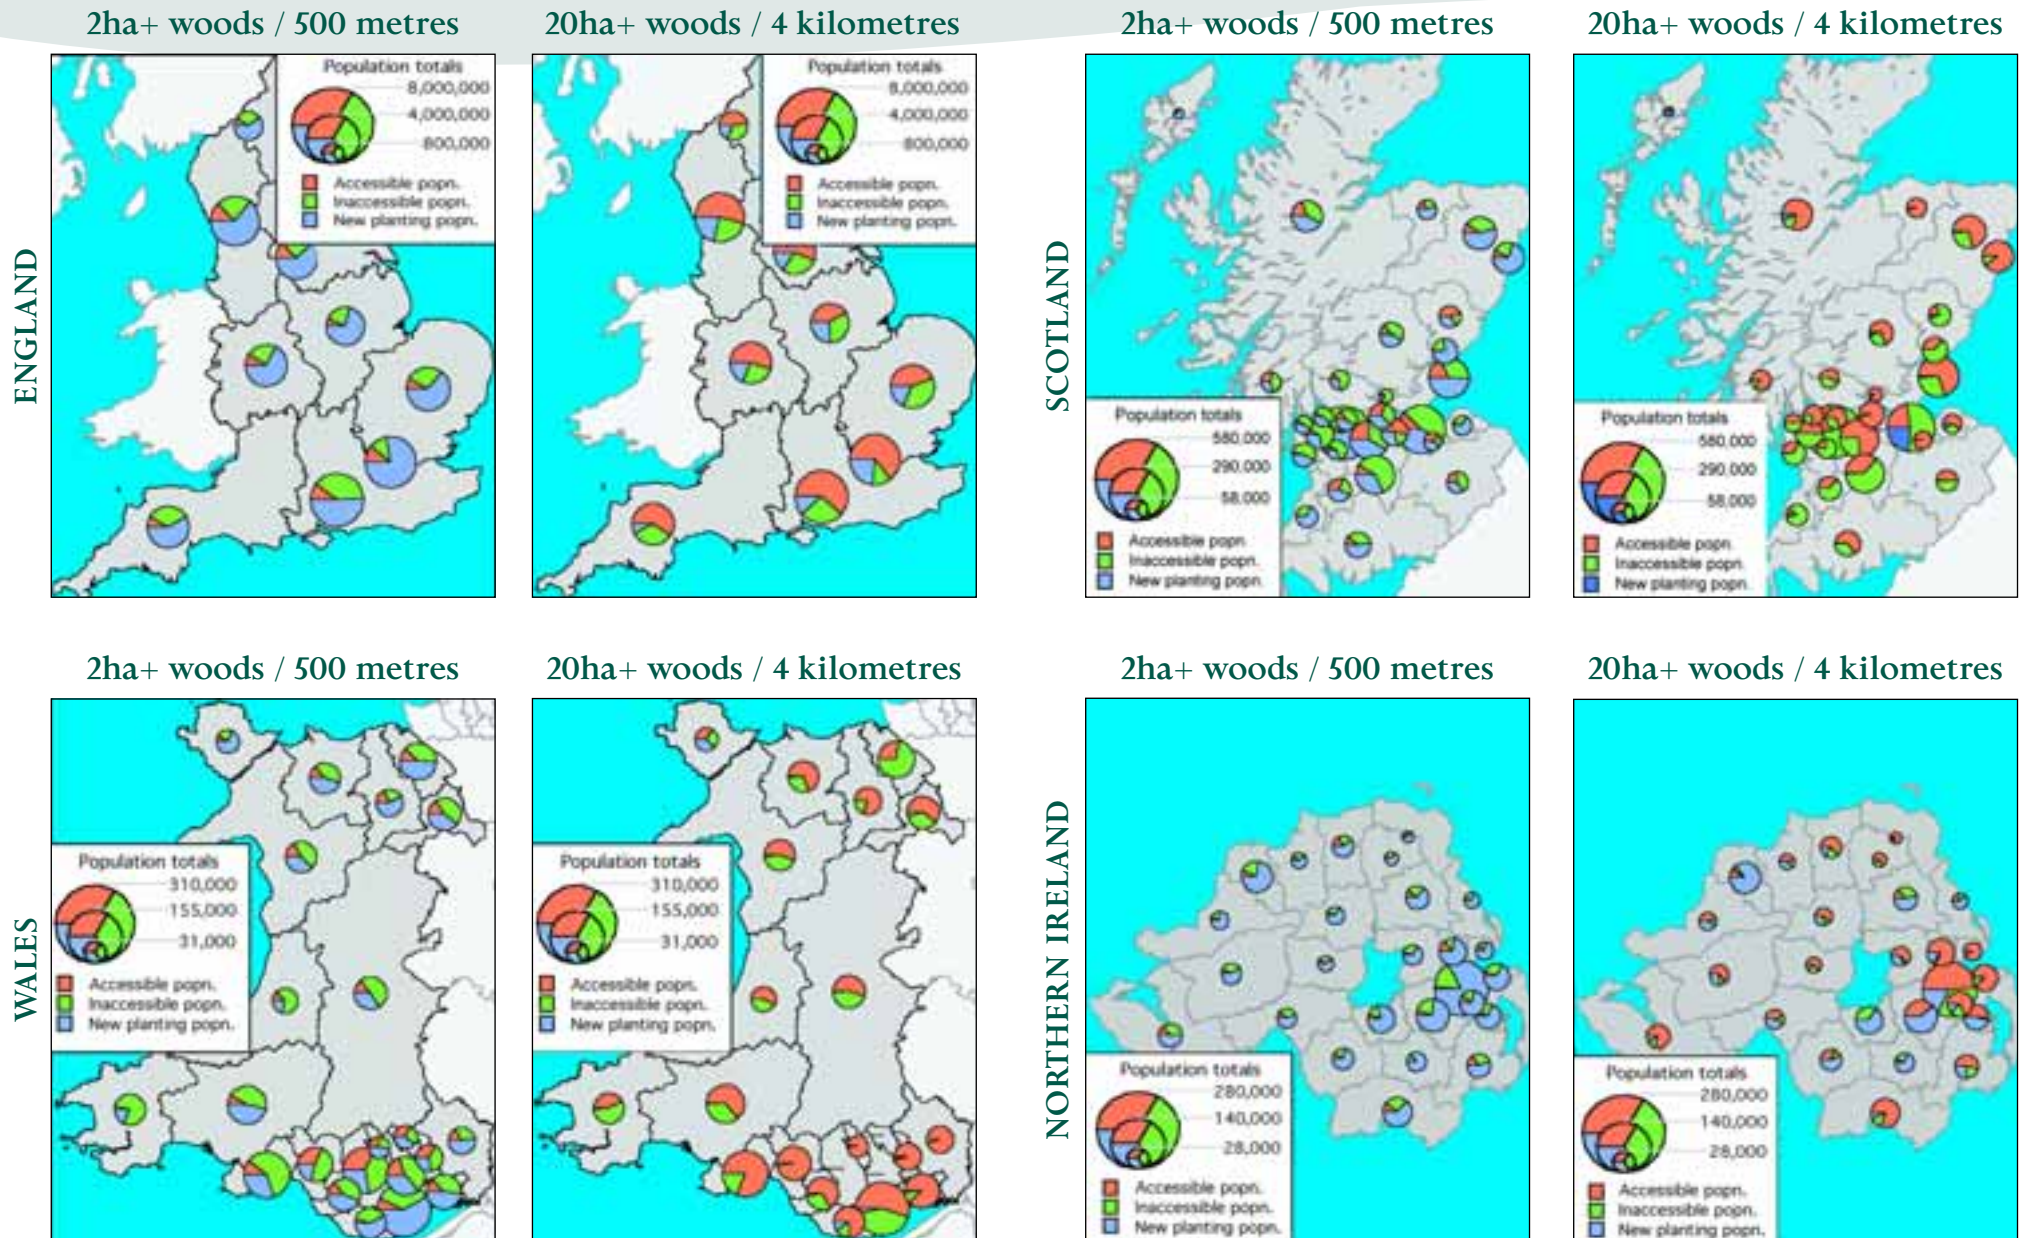 2ha+ woods / 500 metres
20ha+ woods / 4 kilometres
2ha+ woods / 500 metres
20ha+ woods / 4 kilometres
ENGLAND
Population totals
8,000,000
4,000,000
800,000
Accessible popn.
Inaccessible popn.
New planting popn.
Population totals
8,000,000
4,000,000
800,000
Accessible popn.
Inaccessible popn.
New planting popn.
SCOTLAND
Population totals
580,000
290,000
58,000
Accessible popn.
Inaccessible popn.
New planting popn.
Population totals
580,000
290,000
58,000
Accessible popn.
Inaccessible popn.
New planting popn.
2ha+ woods / 500 metres
20ha+ woods / 4 kilometres
2ha+ woods / 500 metres
20ha+ woods / 4 kilometres
WALES
Population totals
310,000
155,000
31,000
Accessible popn.
Inaccessible popn.
New planting popn.
Population totals
310,000
155,000
31,000
Accessible popn.
Inaccessible popn.
New planting popn.
NORTHERN IRELAND
Population totals
280,000
140,000
28,000
Accessible popn.
Inaccessible popn.
New planting popn.
Population totals
280,000
140,000
28,000
Accessible popn.
Inaccessible popn.
New planting popn.